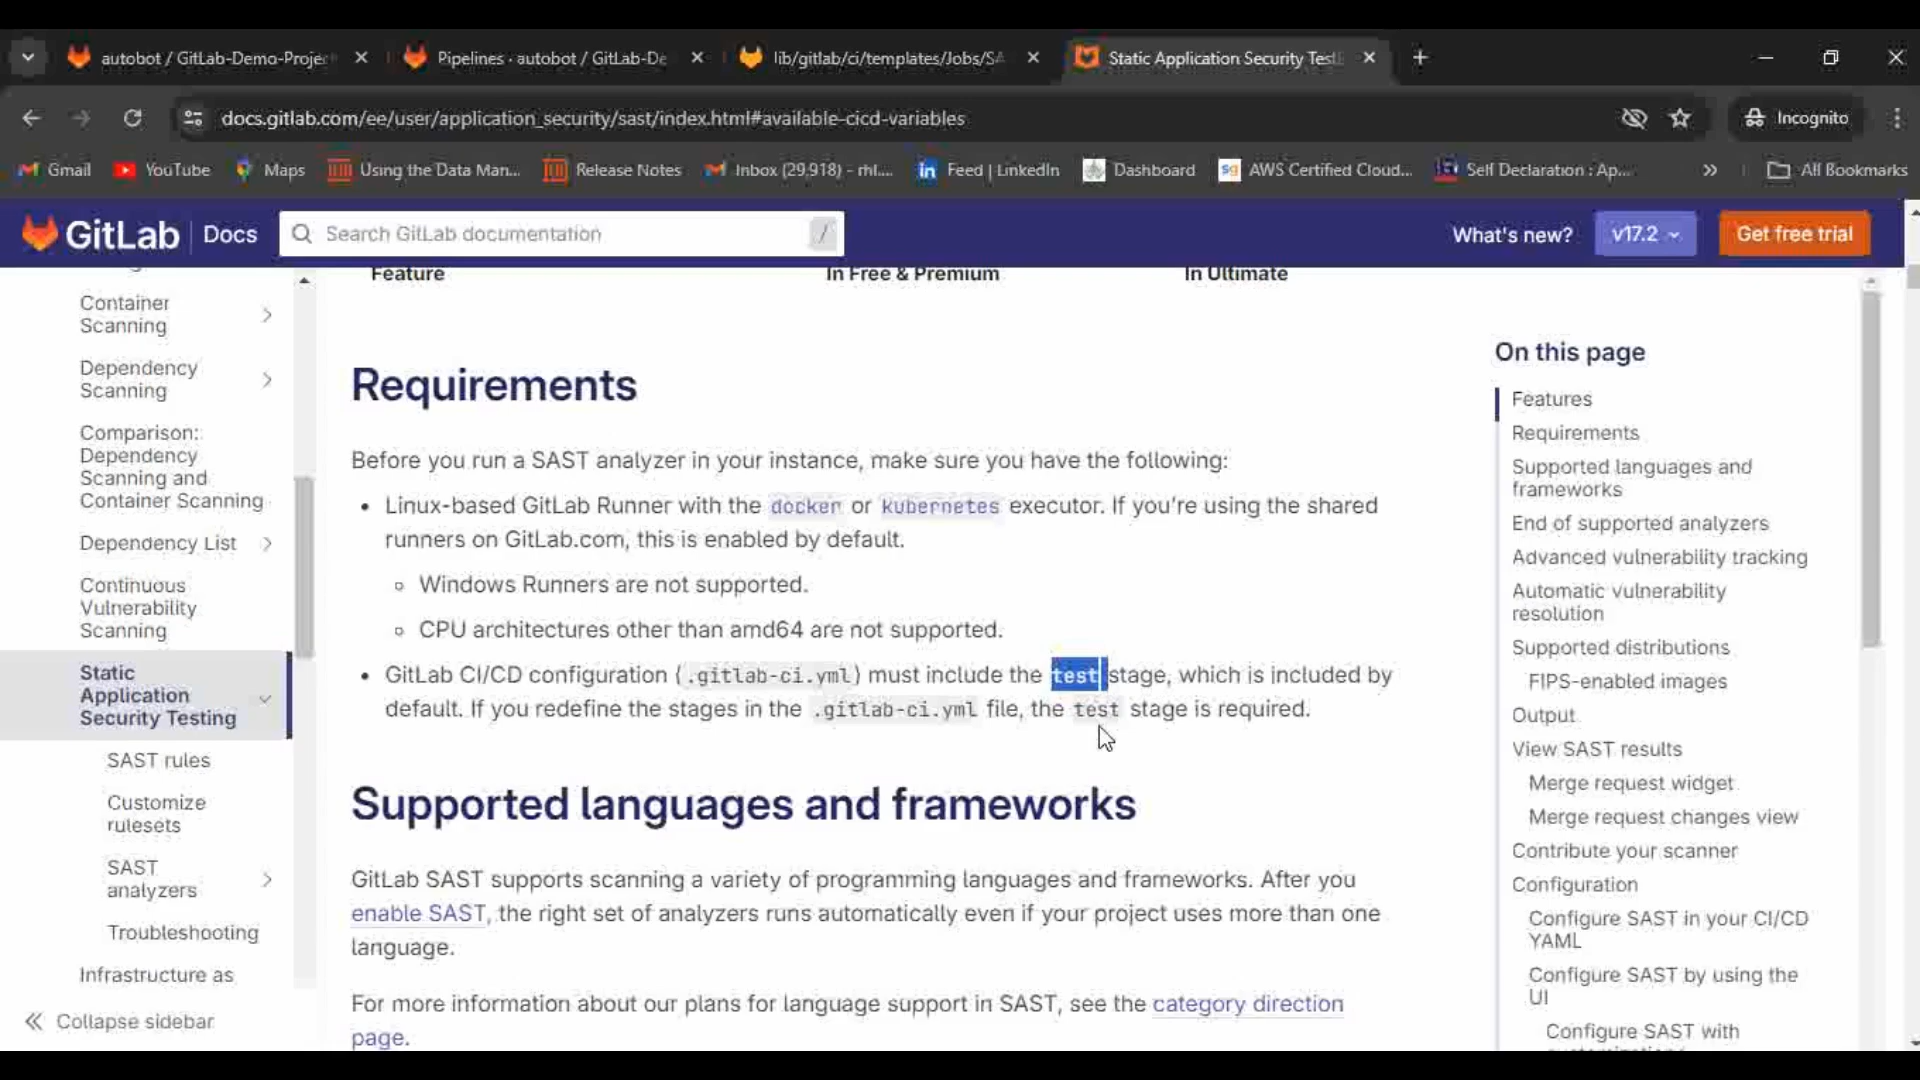 autobot / GitLab-Demo-Projec
Pipelines · autobot / GitLab-De
lib/gitlab/ci/templates/Jobs/SA
Static Application Security Test
docs.gitlab.com/ee/user/application_security/sast/index.html#available-cicd-variables
Incognito
Gmail
YouTube
Maps
Using the Data Man...
Release Notes
Inbox (29,918) - rhl....
Feed | LinkedIn
Dashboard
AWS Certified Cloud...
Self Declaration : Ap...
All Bookmarks
GitLab Docs
Search GitLab documentation
/
What's new?
v17.2
Get free trial
Container
Scanning
Dependency
Scanning
Comparison:
Dependency
Scanning and
Container Scanning
Dependency List
Continuous
Vulnerability
Scanning
Static
Application
Security Testing
SAST rules
Customize
rulesets
SAST
analyzers
Troubleshooting
Infrastructure as
Collapse sidebar
Feature In Free & Premium In Ultimate
Requirements
Before you run a SAST analyzer in your instance, make sure you have the following:
• Linux-based GitLab Runner with the docker or kubernetes executor. If you're using the shared
runners on GitLab.com, this is enabled by default.
◦ Windows Runners are not supported.
◦ CPU architectures other than amd64 are not supported.
• GitLab CI/CD configuration (.gitlab-ci.yml) must include the test stage, which is included by
default. If you redefine the stages in the .gitlab-ci.yml file, the test stage is required.
Supported languages and frameworks
GitLab SAST supports scanning a variety of programming languages and frameworks. After you
enable SAST, the right set of analyzers runs automatically even if your project uses more than one
language.
For more information about our plans for language support in SAST, see the category direction
page.
On this page
Features
Requirements
Supported languages and
frameworks
End of supported analyzers
Advanced vulnerability tracking
Automatic vulnerability
resolution
Supported distributions
FIPS-enabled images
Output
View SAST results
Merge request widget
Merge request changes view
Contribute your scanner
Configuration
Configure SAST in your CI/CD
YAML
Configure SAST by using the
UI
Configure SAST with